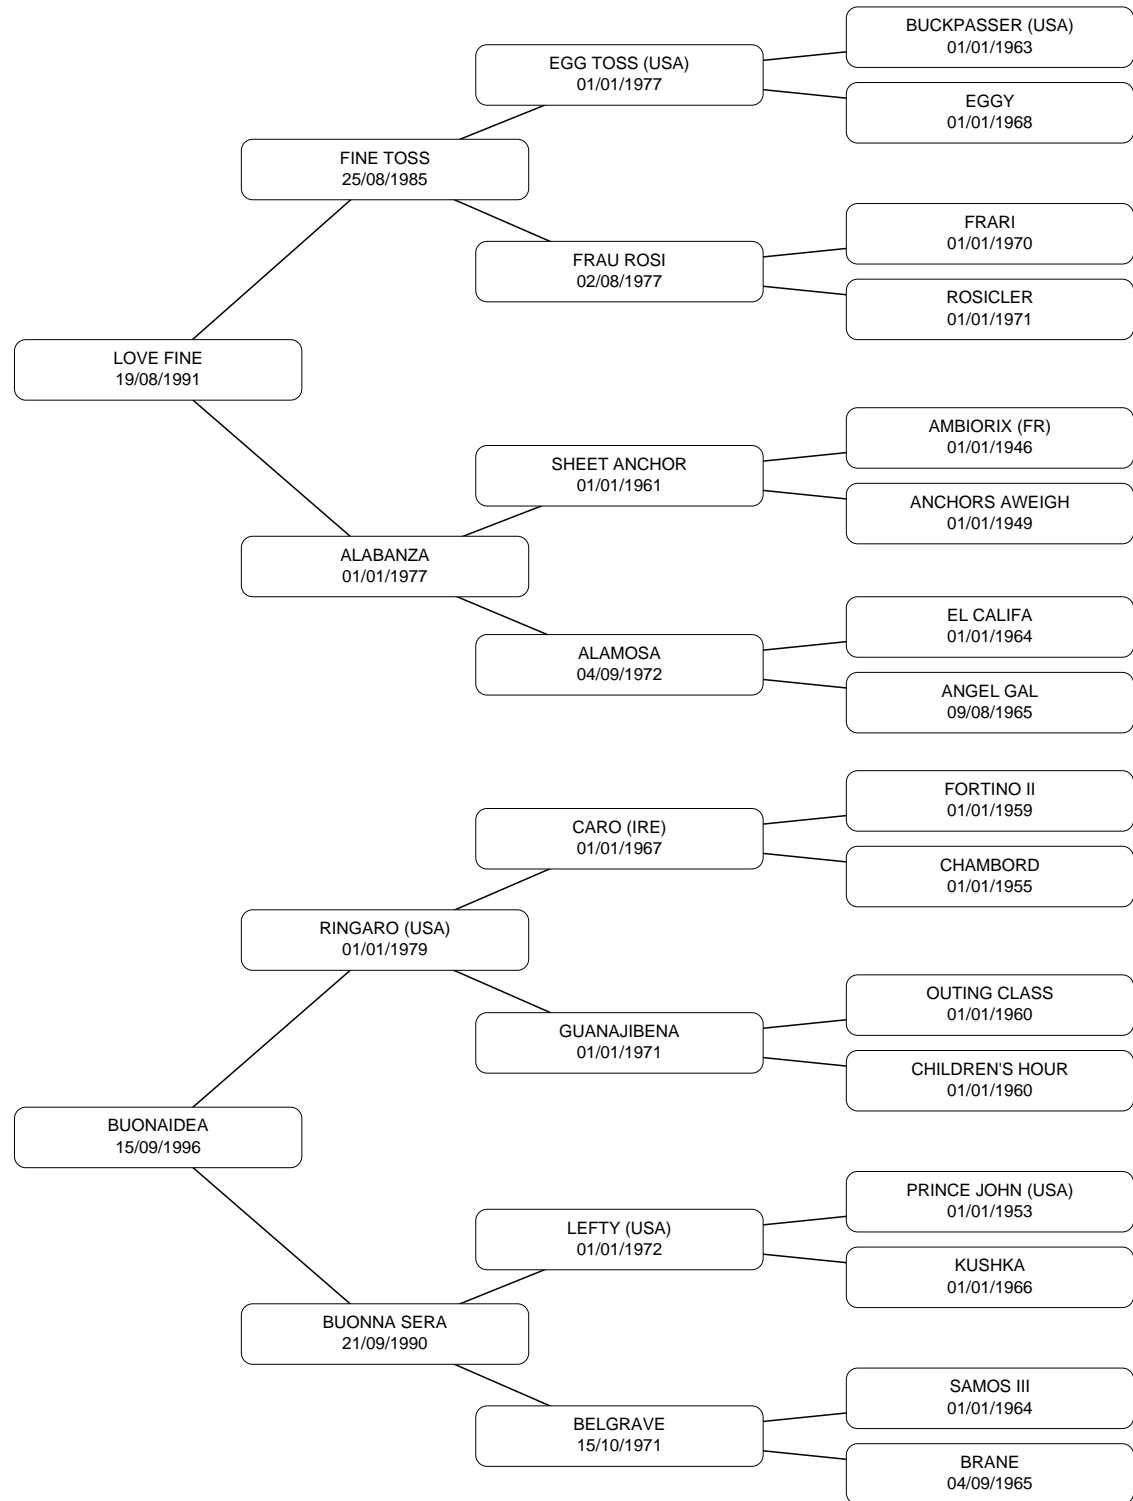 BUCKPASSER (USA)
01/01/1963
EGG TOSS (USA)
01/01/1977
EGGY
01/01/1968
FINE TOSS
25/08/1985
FRARI
01/01/1970
FRAU ROSI
02/08/1977
ROSICLER
01/01/1971
LOVE FINE
19/08/1991
AMBIORIX (FR)
01/01/1946
SHEET ANCHOR
01/01/1961
ANCHORS AWEIGH
01/01/1949
ALABANZA
01/01/1977
EL CALIFA
01/01/1964
ALAMOSA
04/09/1972
ANGEL GAL
09/08/1965
FORTINO II
01/01/1959
CARO (IRE)
01/01/1967
CHAMBORD
01/01/1955
RINGARO (USA)
01/01/1979
OUTING CLASS
01/01/1960
GUANAJIBENA
01/01/1971
CHILDREN'S HOUR
01/01/1960
BUONAIDEA
15/09/1996
PRINCE JOHN (USA)
01/01/1953
LEFTY (USA)
01/01/1972
KUSHKA
01/01/1966
BUONNA SERA
21/09/1990
SAMOS III
01/01/1964
BELGRAVE
15/10/1971
BRANE
04/09/1965